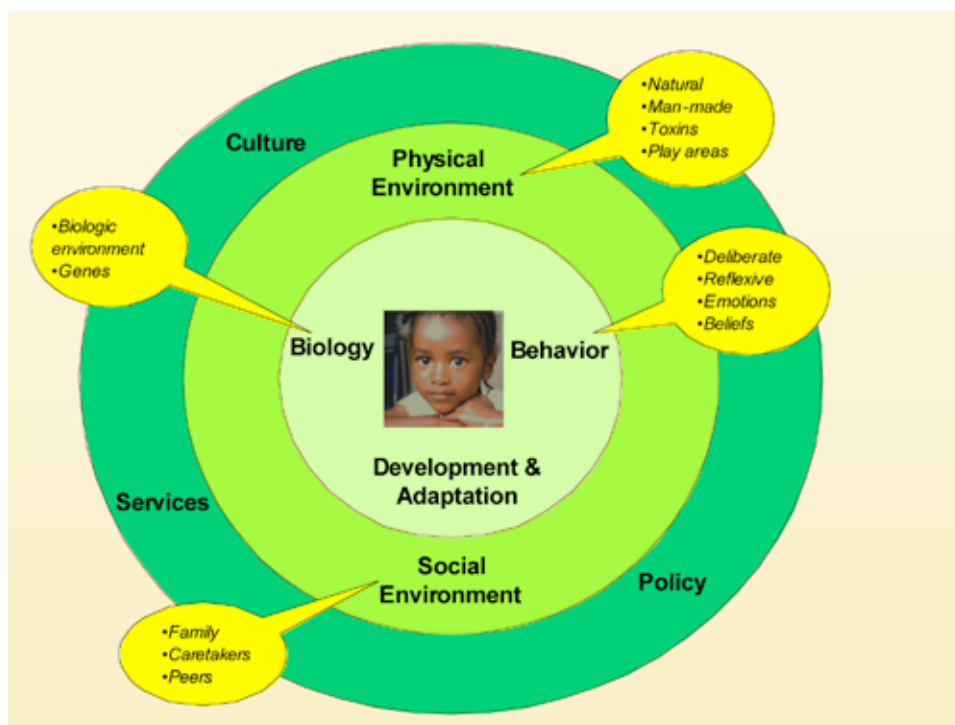 •Natural
•Man-made
•Toxins
•Play areas
Culture
Physical
Environment
•Biologic
environment
•Genes
•Deliberate
•Reflexive
•Emotions
•Beliefs
Biology
Behavior
Development &
Adaptation
Services
Social
Environment
Policy
•Family
•Caretakers
•Peers